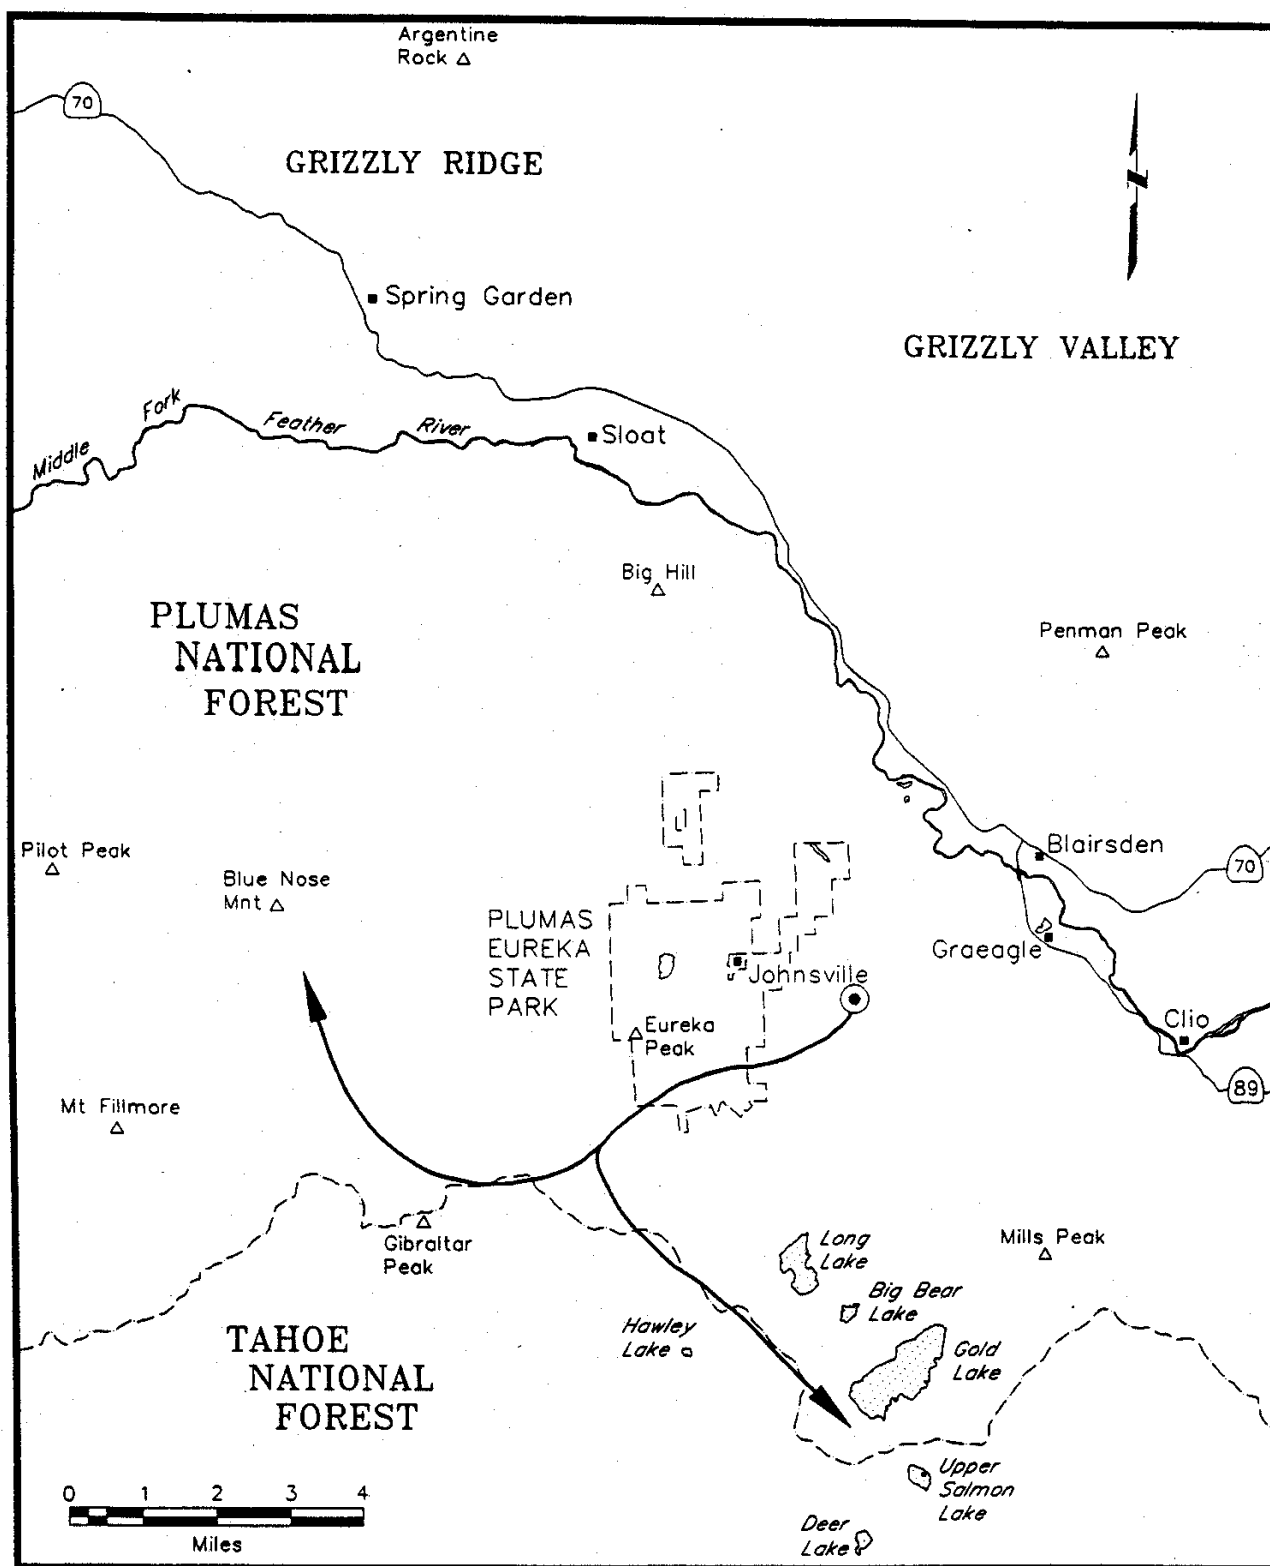 Argentine
Rock
70
GRIZZLY RIDGE
N
Spring Garden
GRIZZLY VALLEY
Middle Fork Feather River
Sloat
Big Hill
PLUMAS
NATIONAL
FOREST
Penman Peak
Pilot Peak
Blue Nose
Mnt
Blairsden
70
PLUMAS
EUREKA
STATE
PARK
Graeagle
Johnsville
Clio
Eureka
Peak
89
Mt Fillmore
Gibraltar
Peak
Long
Lake
Mills Peak
Big Bear
Lake
Hawley
Lake
Gold
Lake
TAHOE
NATIONAL
FOREST
Upper
Salmon
Lake
0 1 2 3 4
Miles
Deer
Lake